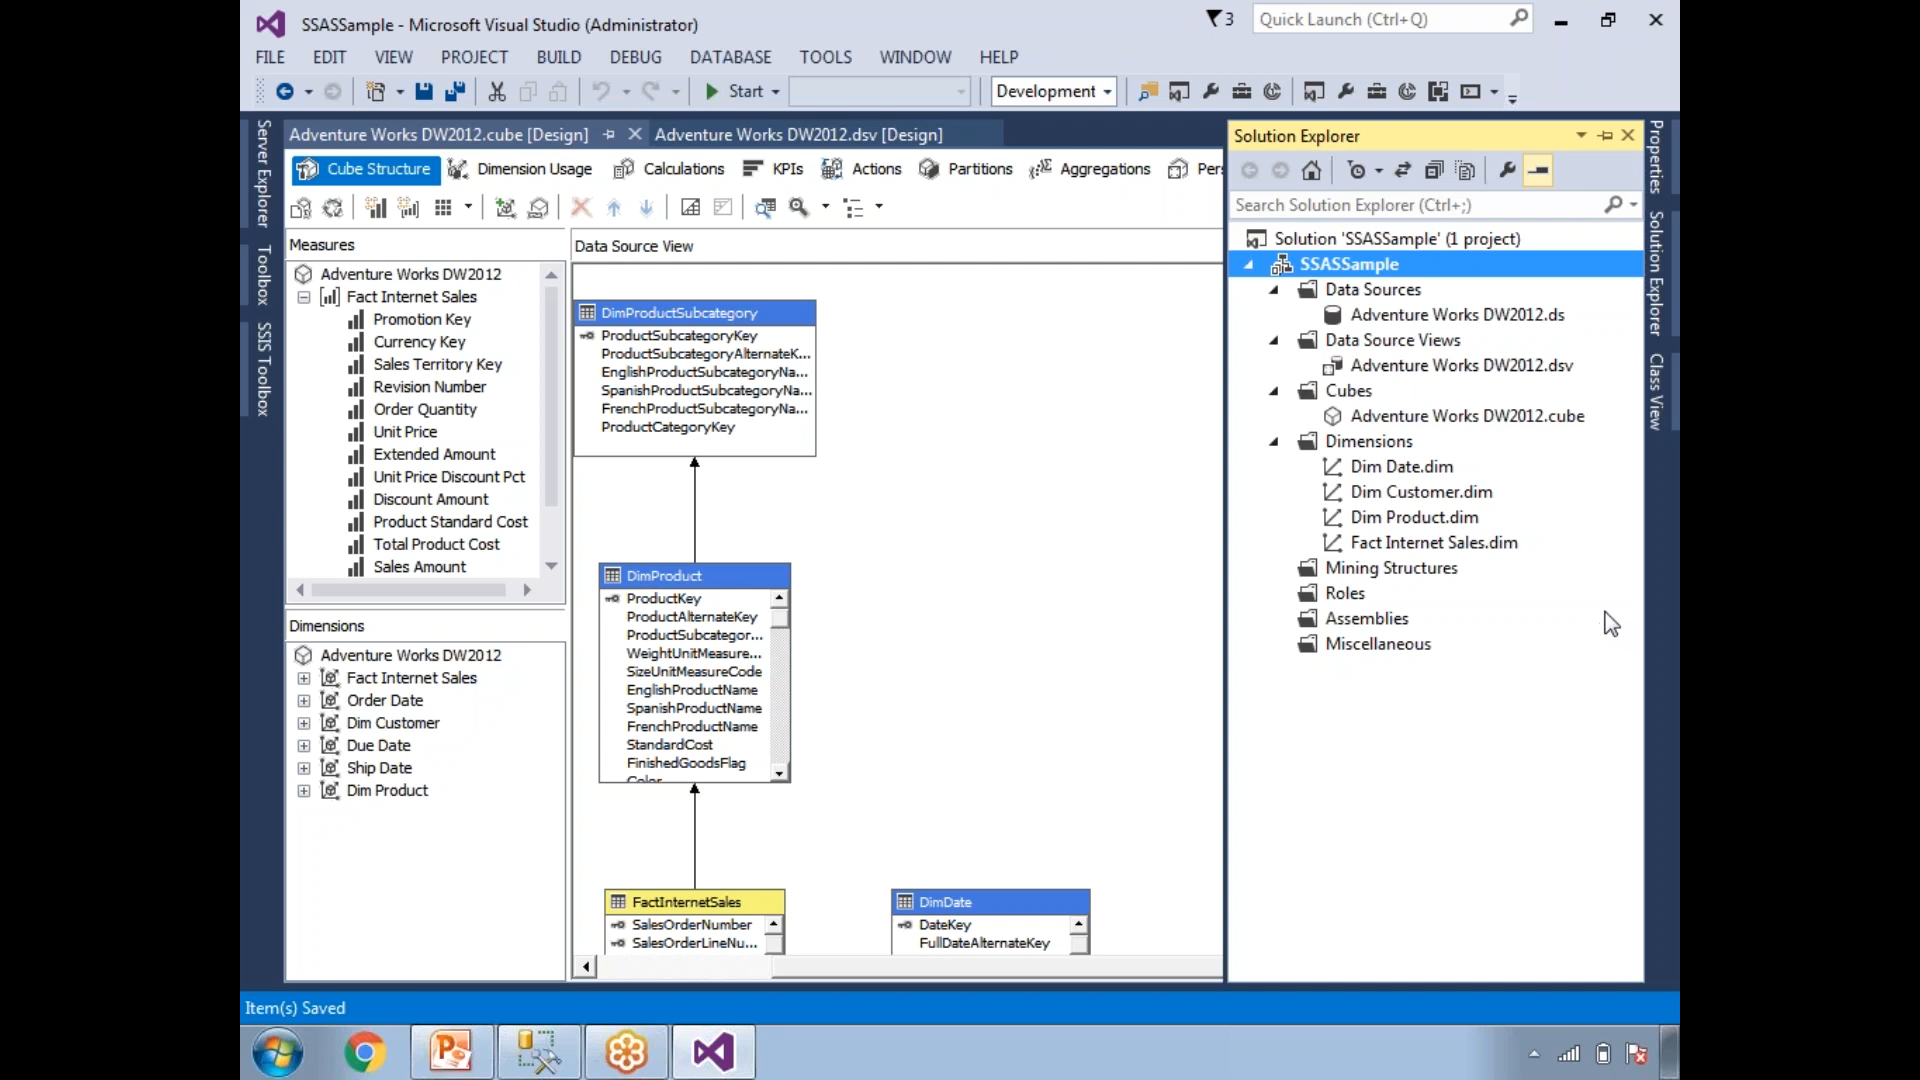 SSASSample - Microsoft Visual Studio (Administrator)
3
Quick Launch (Ctrl+Q)
FILE EDIT VIEW PROJECT BUILD DEBUG DATABASE TOOLS WINDOW HELP
Start
Development
Adventure Works DW2012.cube [Design]
Adventure Works DW2012.dsv [Design]
Cube Structure
Dimension Usage
Calculations
KPIs
Actions
Partitions
Aggregations
Pers
Server Explorer
Toolbox
SSIS Toolbox
Measures
Adventure Works DW2012
Fact Internet Sales
Promotion Key
Currency Key
Sales Territory Key
Revision Number
Order Quantity
Unit Price
Extended Amount
Unit Price Discount Pct
Discount Amount
Product Standard Cost
Total Product Cost
Sales Amount
Dimensions
Adventure Works DW2012
Fact Internet Sales
Order Date
Dim Customer
Due Date
Ship Date
Dim Product
Data Source View
DimProductSubcategory
ProductSubcategoryKey
ProductSubcategoryAlternateK...
EnglishProductSubcategoryNa...
SpanishProductSubcategoryNa...
FrenchProductSubcategoryNa...
ProductCategoryKey
DimProduct
ProductKey
ProductAlternateKey
ProductSubcategor...
WeightUnitMeasure...
SizeUnitMeasureCode
EnglishProductName
SpanishProductName
FrenchProductName
StandardCost
FinishedGoodsFlag
Color
FactInternetSales
SalesOrderNumber
SalesOrderLineNu...
DimDate
DateKey
FullDateAlternateKey
Solution Explorer
Search Solution Explorer (Ctrl+;)
Solution 'SSASSample' (1 project)
SSASSample
Data Sources
Adventure Works DW2012.ds
Data Source Views
Adventure Works DW2012.dsv
Cubes
Adventure Works DW2012.cube
Dimensions
Dim Date.dim
Dim Customer.dim
Dim Product.dim
Fact Internet Sales.dim
Mining Structures
Roles
Assemblies
Miscellaneous
Properties
Solution Explorer
Class View
Item(s) Saved